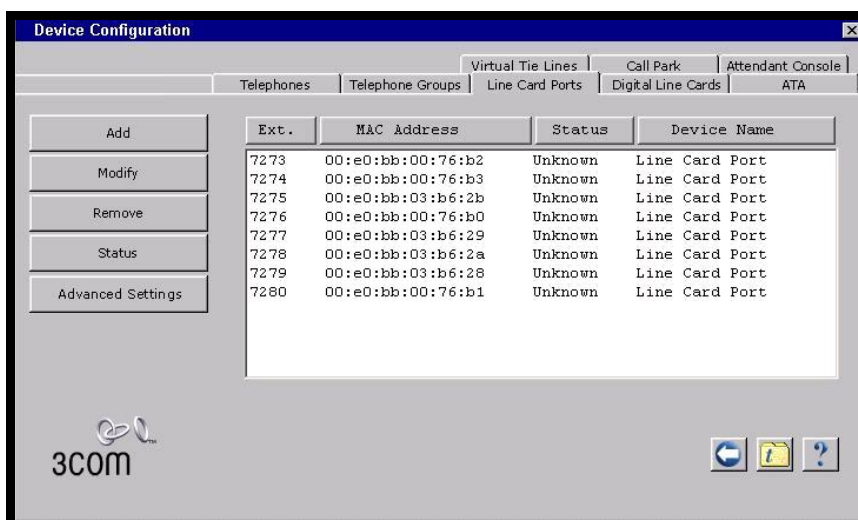 Device Configuration
Virtual Tie Lines Call Park Attendant Console
Telephones Telephone Groups Line Card Ports Digital Line Cards ATA
Add
Modify
Remove
Status
Advanced Settings
Ext. MAC Address Status Device Name
7273 00:e0:bb:00:76:b2 Unknown Line Card Port
7274 00:e0:bb:00:76:b3 Unknown Line Card Port
7275 00:e0:bb:03:b6:2b Unknown Line Card Port
7276 00:e0:bb:00:76:b0 Unknown Line Card Port
7277 00:e0:bb:03:b6:29 Unknown Line Card Port
7278 00:e0:bb:03:b6:2a Unknown Line Card Port
7279 00:e0:bb:03:b6:28 Unknown Line Card Port
7280 00:e0:bb:00:76:b1 Unknown Line Card Port
3COM
t ?